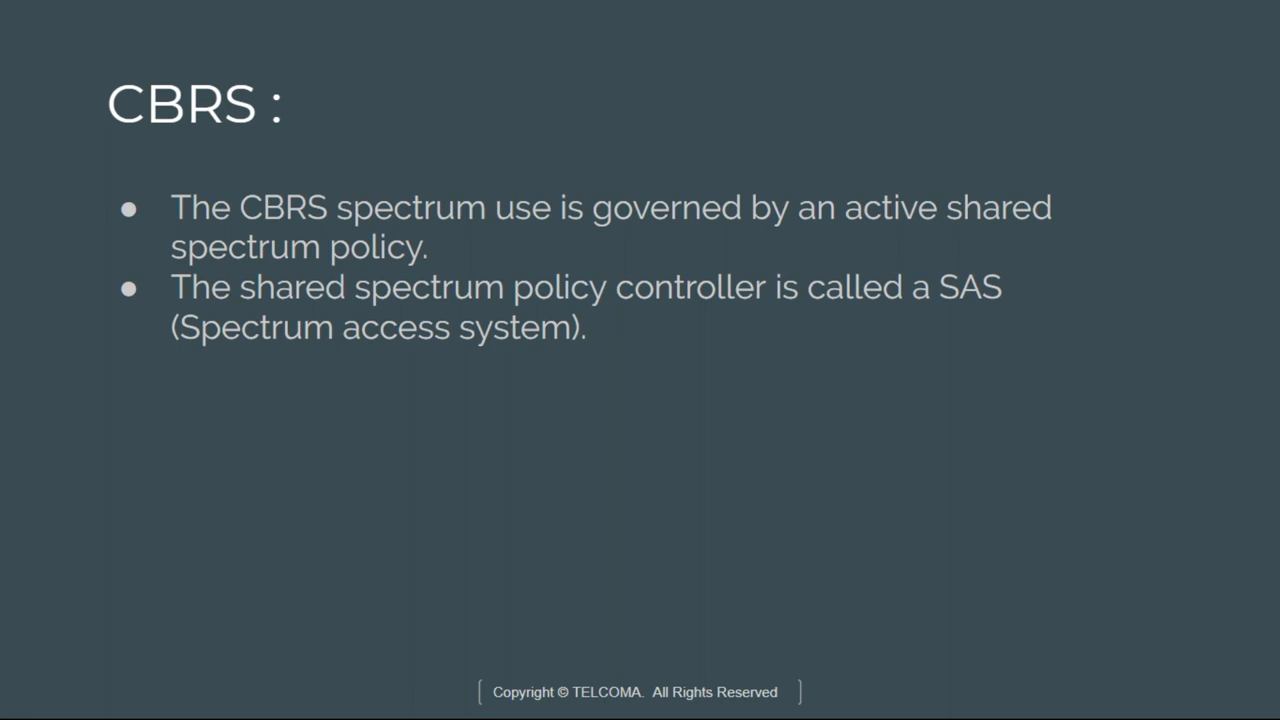 CBRS :
● The CBRS spectrum use is governed by an active shared
spectrum policy.
● The shared spectrum policy controller is called a SAS
(Spectrum access system).
[ Copyright © TELCOMA. All Rights Reserved ]